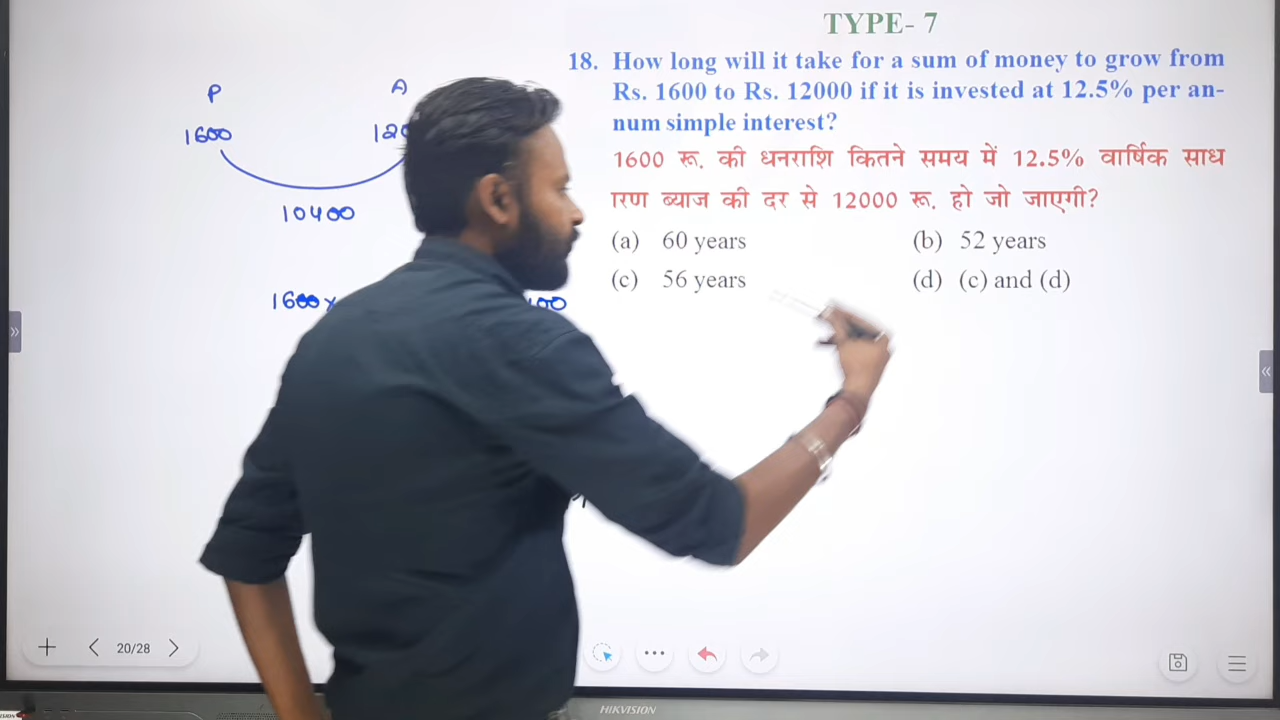 TYPE- 7
18. How long will it take for a sum of money to grow from
Rs. 1600 to Rs. 12000 if it is invested at 12.5% per an-
num simple interest?
1600 रू. की धनराशि कितने समय में 12.5% वार्षिक साध
ारण ब्याज की दर से 12000 रू. हो जो जाएगी?
(a) 60 years (b) 52 years
(c) 56 years (d) (c) and (d)
P A
1600 120
10400
1600 x
20/28
HIKVISION